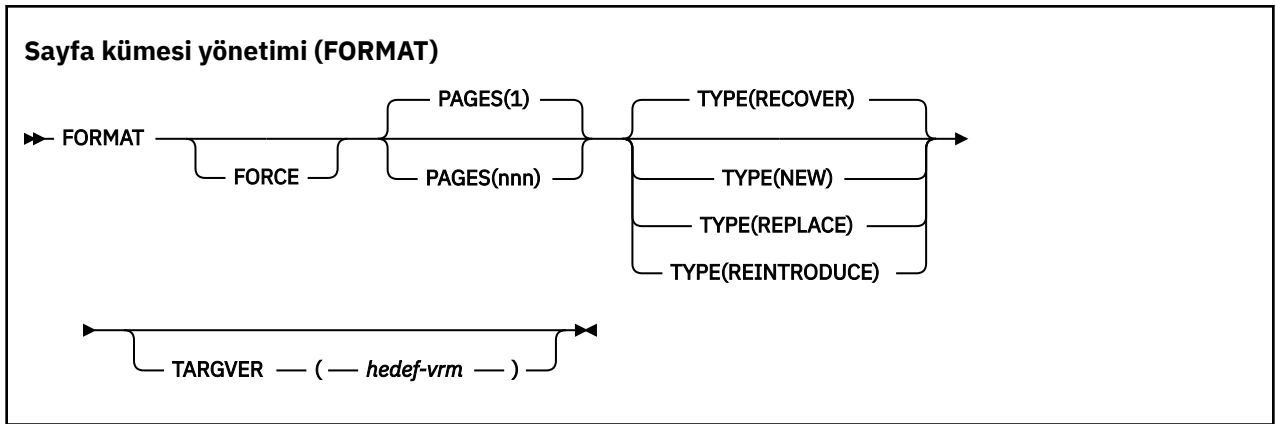 Sayfa kümesi yönetimi (FORMAT)
PAGES(1)
TYPE(RECOVER)
FORMAT
FORCE
PAGES(nnn)
TYPE(NEW)
TYPE(REPLACE)
TYPE(REINTRODUCE)
TARGVER ( hedef-vrm )